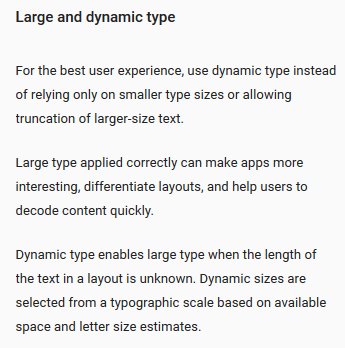 Large and dynamic type
For the best user experience, use dynamic type instead
of relying only on smaller type sizes or allowing
truncation of larger-size text.
Large type applied correctly can make apps more
interesting, differentiate layouts, and help users to
decode content quickly.
Dynamic type enables large type when the length of
the text in a layout is unknown. Dynamic sizes are
selected from a typographic scale based on available
space and letter size estimates.